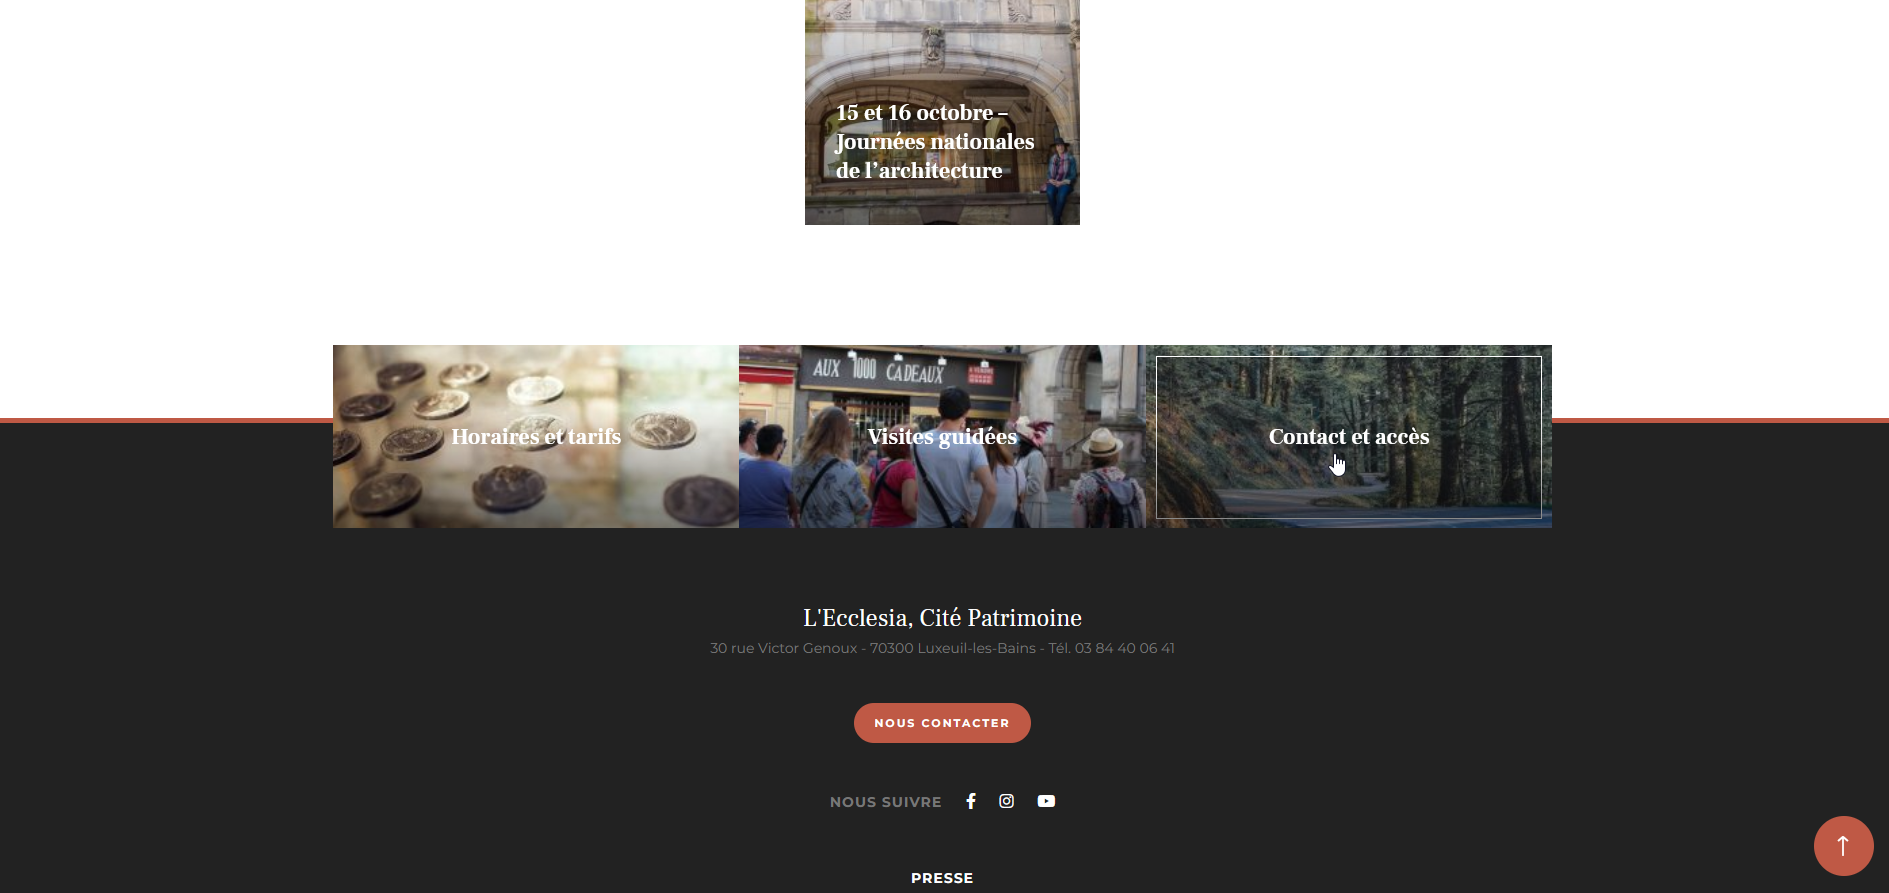 15 et 16 octobre –
Journées nationales
de l’architecture
AUX 1000 CADEAUX
Horaires et tarifs
Visites guidées
Contact et accès
L'Ecclesia, Cité Patrimoine
30 rue Victor Genoux - 70300 Luxeuil-les-Bains - Tél. 03 84 40 06 41
NOUS CONTACTER
NOUS SUIVRE
PRESSE